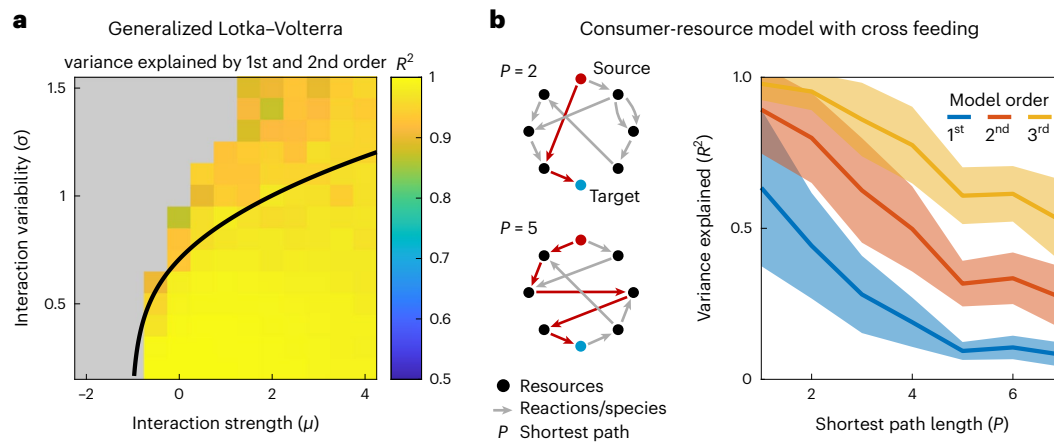 a
Generalized Lotka–Volterra
variance explained by 1st and 2nd order
R²
1.5
1
0.5
Interaction variability (σ)
−2
0
2
4
Interaction strength (μ)
1
0.9
0.8
0.7
0.6
0.5
b
Consumer-resource model with cross feeding
P = 2
Source
Target
P = 5
Resources
Reactions/species
P Shortest path
1.0
0.5
0
Variance explained (R²)
Model order
1st 2nd 3rd
2
4
6
Shortest path length (P)